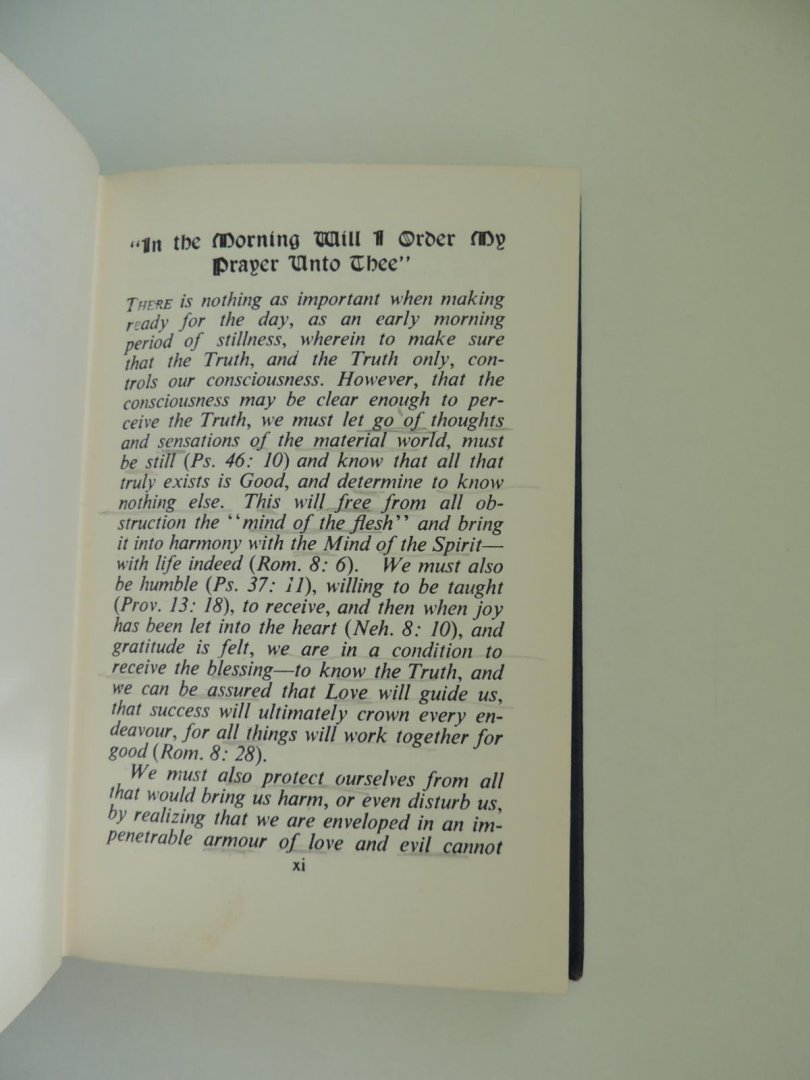 “In the Morning Will I Order My
Prayer Unto Thee”
THERE is nothing as important when making
ready for the day, as an early morning
period of stillness, wherein to make sure
that the Truth, and the Truth only, con-
trols our consciousness. However, that the
consciousness may be clear enough to per-
ceive the Truth, we must let go of thoughts
and sensations of the material world, must
be still (Ps. 46: 10) and know that all that
truly exists is Good, and determine to know
nothing else. This will free from all ob-
struction the “mind of the flesh” and bring
it into harmony with the Mind of the Spirit—
with life indeed (Rom. 8: 6). We must also
be humble (Ps. 37: 11), willing to be taught
(Prov. 13: 18), to receive, and then when joy
has been let into the heart (Neh. 8: 10), and
gratitude is felt, we are in a condition to
receive the blessing—to know the Truth, and
we can be assured that Love will guide us,
that success will ultimately crown every en-
deavour, for all things will work together for
good (Rom. 8: 28).
We must also protect ourselves from all
that would bring us harm, or even disturb us,
by realizing that we are enveloped in an im-
penetrable armour of love and evil cannot
xi